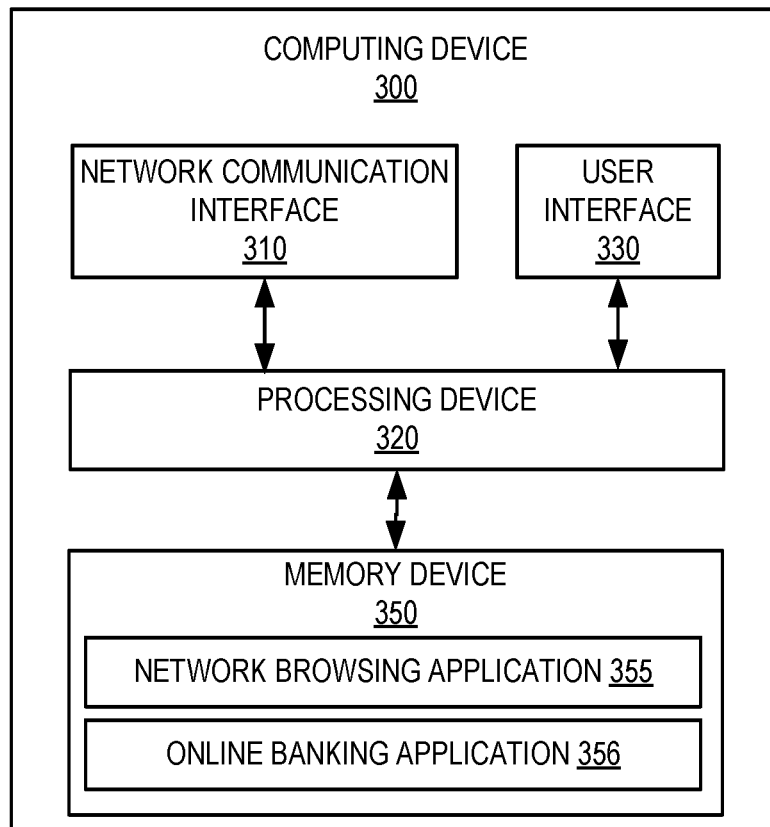 COMPUTING DEVICE
300
NETWORK COMMUNICATION
INTERFACE
310
USER
INTERFACE
330
PROCESSING DEVICE
320
MEMORY DEVICE
350
NETWORK BROWSING APPLICATION 355
ONLINE BANKING APPLICATION 356